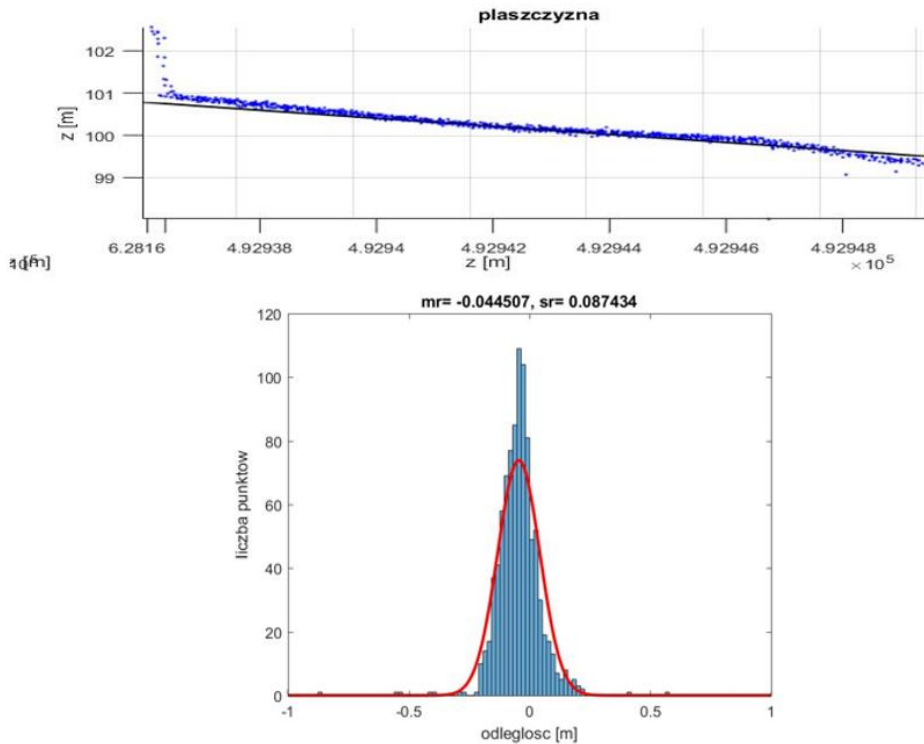 plaszczyzna
102
101
100
99
z [m]
6.2816 4.92938 4.9294 4.92942 4.92944 4.92946 4.92948
z [m] × 10⁵
mr= -0.044507, sr= 0.087434
120
100
80
60
40
20
0
liczba punktow
-1 -0.5 0 0.5 1
odleglosc [m]